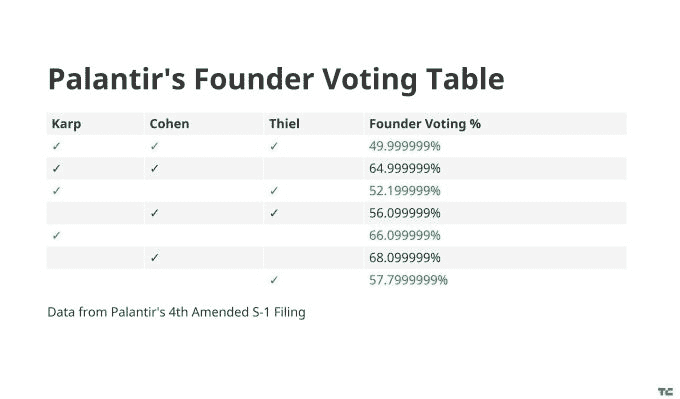 Palantir's Founder Voting Table
Karp Cohen Thiel Founder Voting %
✓ ✓ ✓ 49.999999%
✓ ✓ 64.999999%
✓ ✓ 52.199999%
✓ ✓ 56.099999%
✓ 66.099999%
✓ 68.099999%
✓ 57.7999999%
Data from Palantir's 4th Amended S-1 Filing
TC